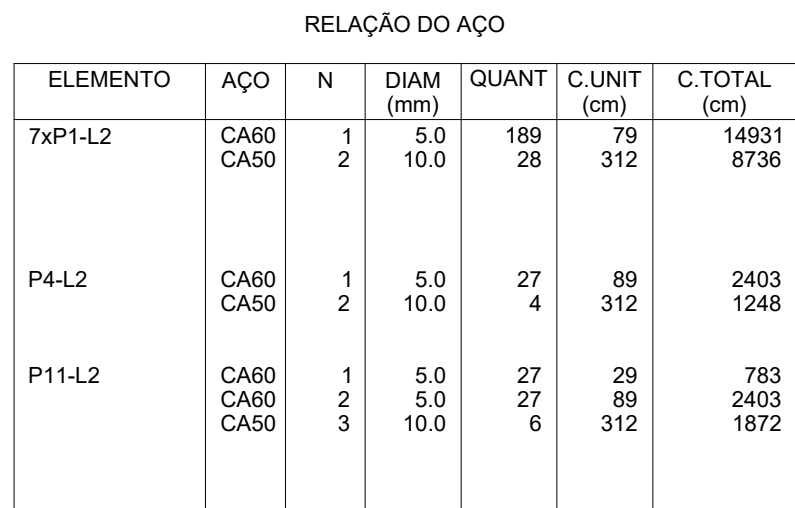 RELAÇÃO DO AÇO
ELEMENTO AÇO N DIAM QUANT C.UNIT C.TOTAL
(mm) (cm) (cm)
7xP1-L2 CA60 1 5.0 189 79 14931
CA50 2 10.0 28 312 8736
P4-L2 CA60 1 5.0 27 89 2403
CA50 2 10.0 4 312 1248
P11-L2 CA60 1 5.0 27 29 783
CA60 2 5.0 27 89 2403
CA50 3 10.0 6 312 1872